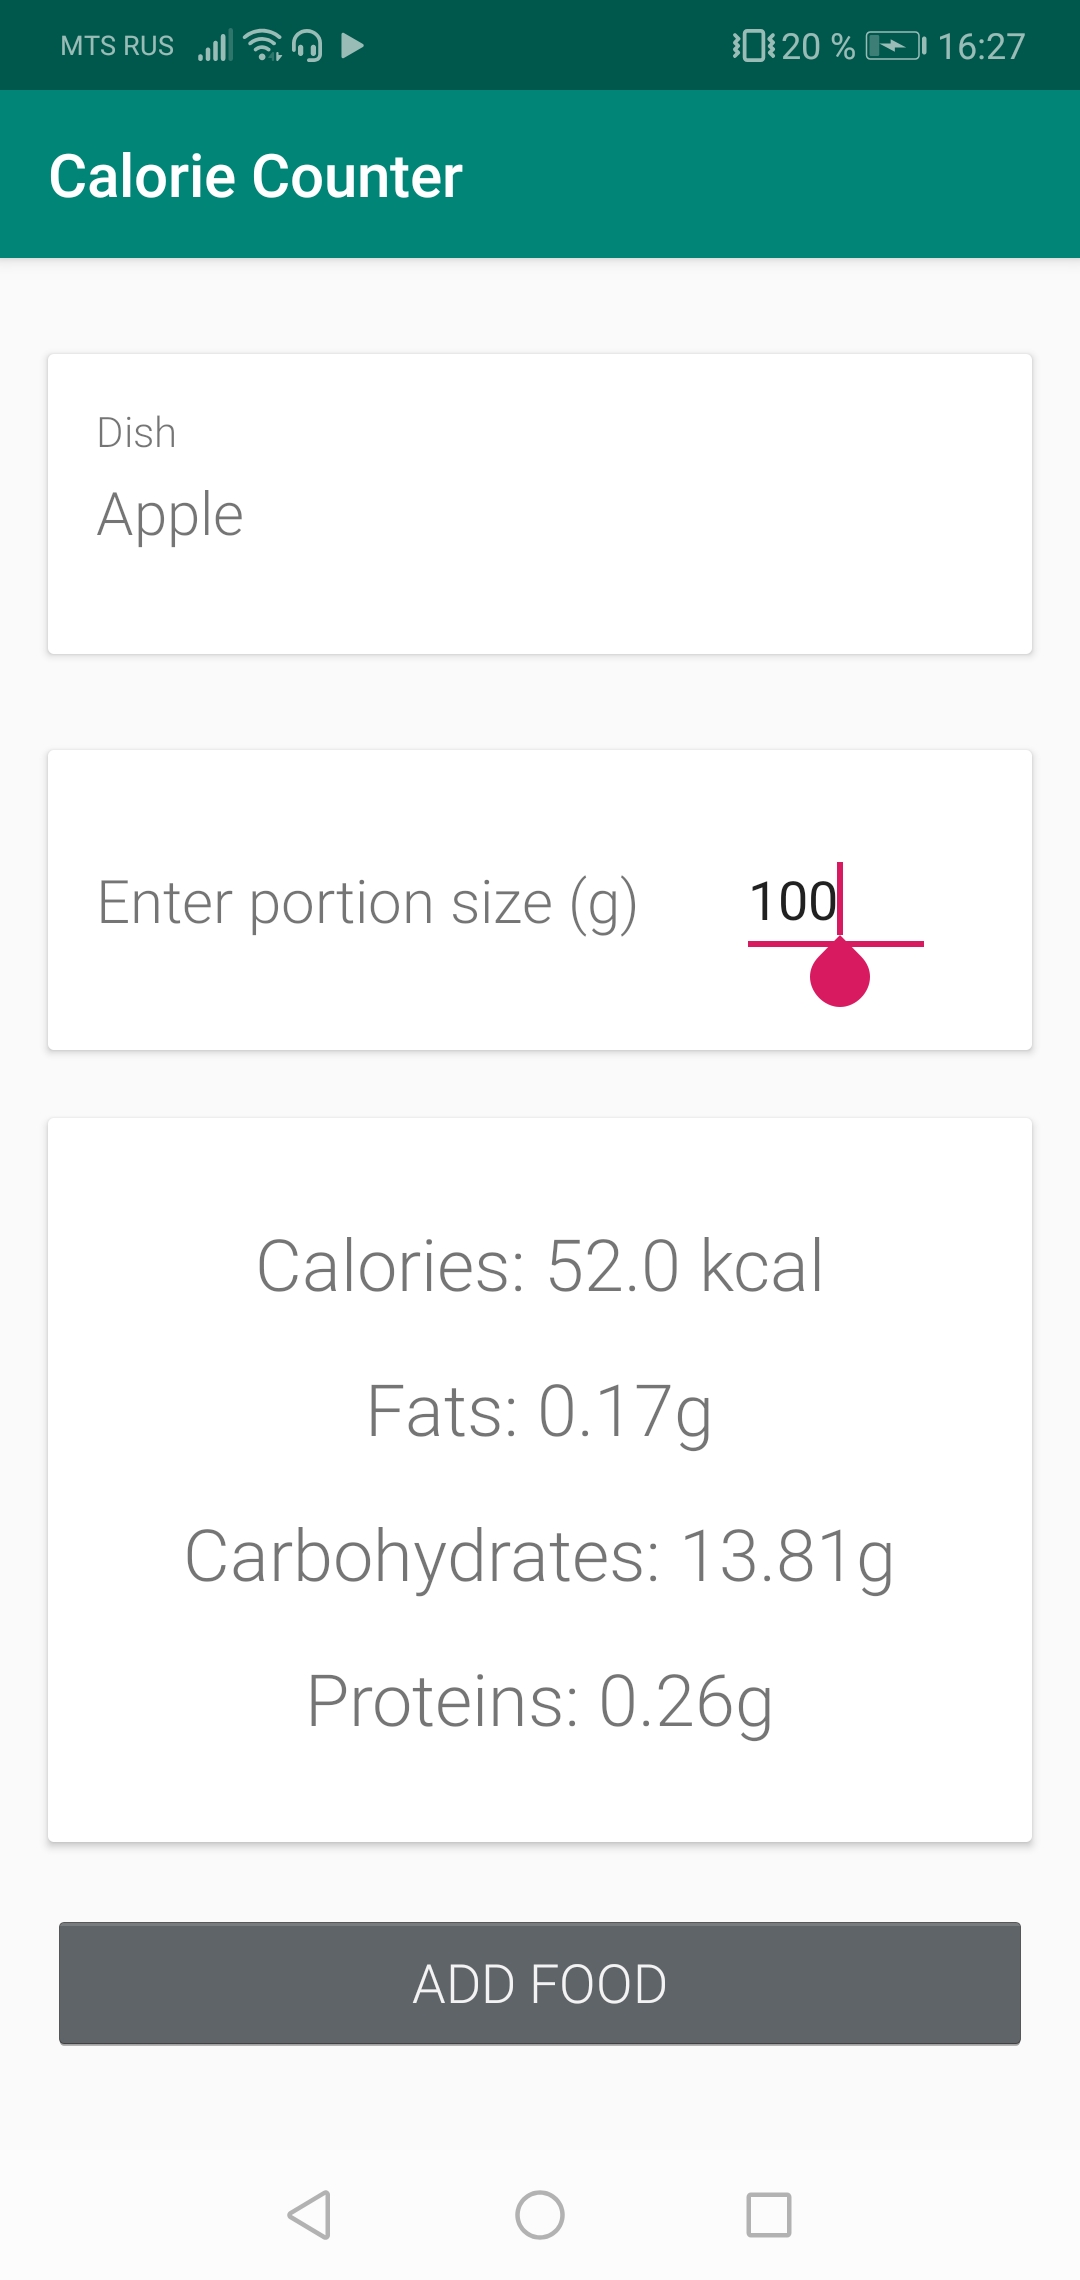 MTS RUS 20 % 16:27
Calorie Counter
Dish
Apple
Enter portion size (g) 100
Calories: 52.0 kcal
Fats: 0.17g
Carbohydrates: 13.81g
Proteins: 0.26g
ADD FOOD